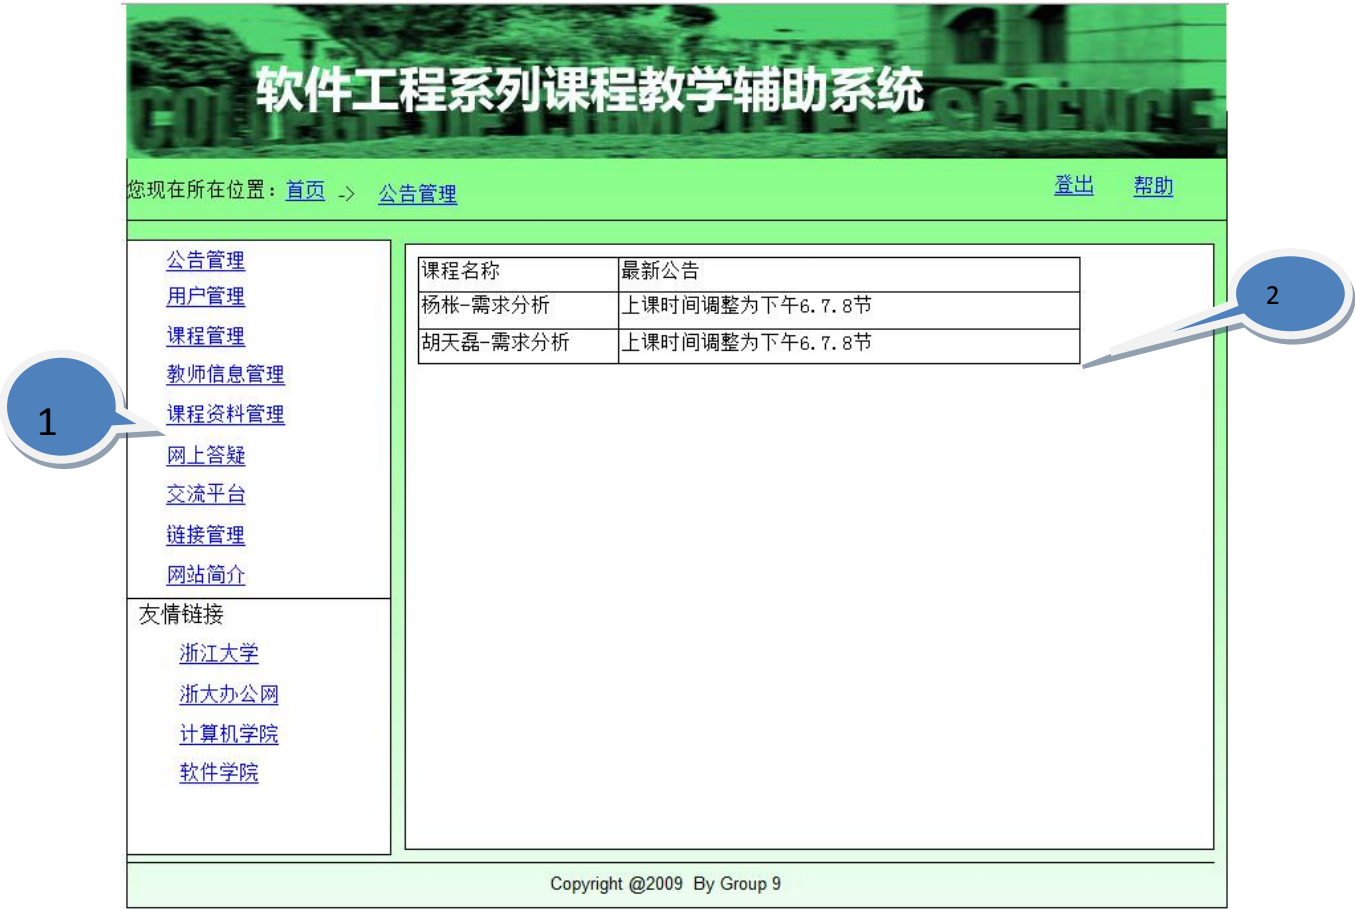 软件工程系列课程教学辅助系统
COLLEGE OF COMPUTER SCIENCE
您现在所在位置：首页 -> 公告管理 登出 帮助
公告管理
用户管理
课程管理
教师信息管理
课程资料管理
网上答疑
交流平台
链接管理
网站简介
友情链接
浙江大学
浙大办公网
计算机学院
软件学院
课程名称 最新公告
杨枨-需求分析 上课时间调整为下午6.7.8节
胡天磊-需求分析 上课时间调整为下午6.7.8节
1
2
Copyright @2009 By Group 9